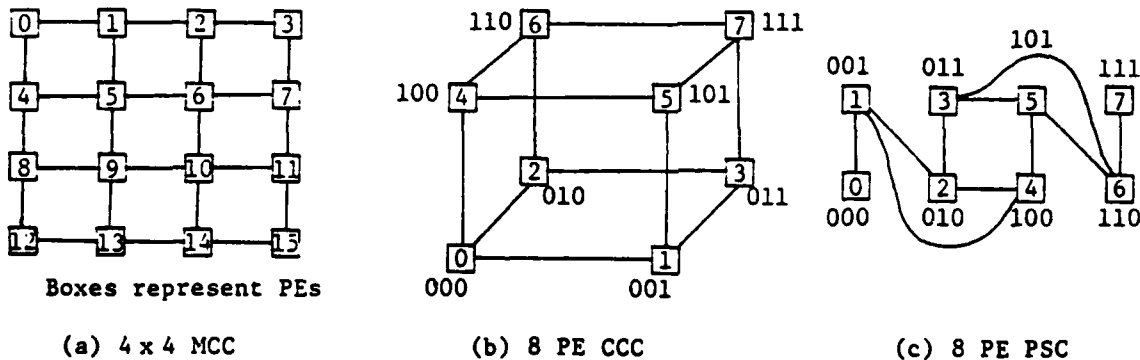 0 1 2 3
4 5 6 7
8 9 10 11
12 13 14 15
Boxes represent PEs
(a) 4 x 4 MCC
110 6 7 111
100 4 5 101
2 3
010 011
0 1
000 001
(b) 8 PE CCC
101
001 011 111
1 3 5 7
0 2 4 6
000 010 100 110
(c) 8 PE PSC